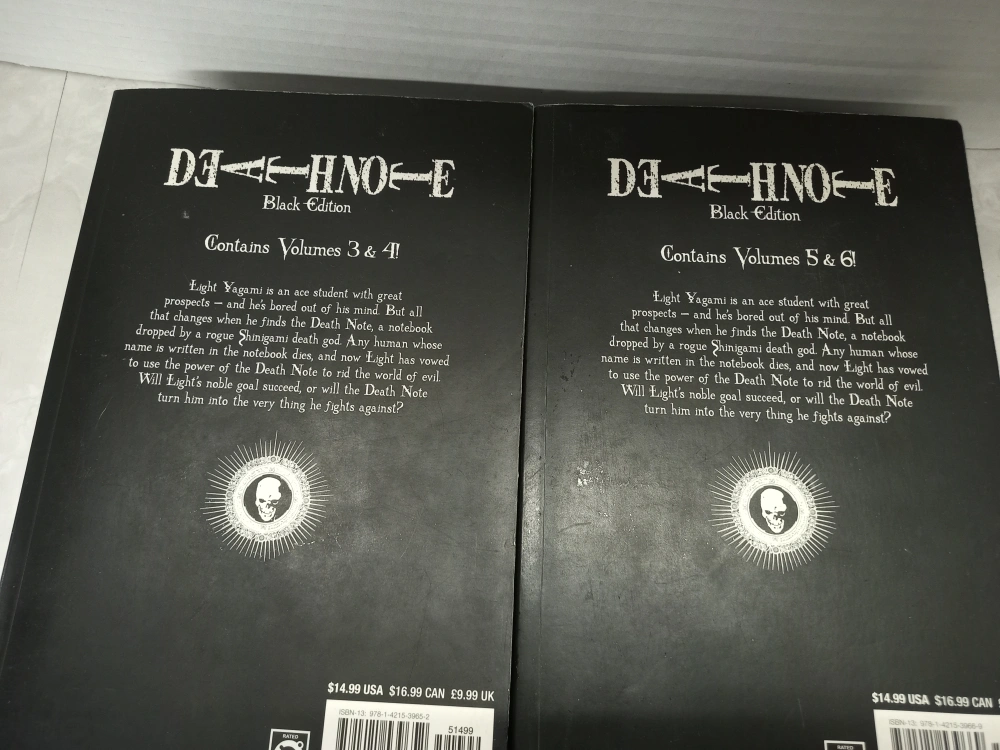 DEATH NOTE
Black Edition
Contains Volumes 3 & 4!
Light Yagami is an ace student with great
prospects – and he's bored out of his mind. But all
that changes when he finds the Death Note, a notebook
dropped by a rogue Shinigami death god. Any human whose
name is written in the notebook dies, and now Light has vowed
to use the power of the Death Note to rid the world of evil.
Will Light's noble goal succeed, or will the Death Note
turn him into the very thing he fights against?
$14.99 USA $16.99 CAN £9.99 UK
ISBN-13: 978-1-4215-3965-2
51499
RATED
DEATH NOTE
Black Edition
Contains Volumes 5 & 6!
Light Yagami is an ace student with great
prospects – and he's bored out of his mind. But all
that changes when he finds the Death Note, a notebook
dropped by a rogue Shinigami death god. Any human whose
name is written in the notebook dies, and now Light has vowed
to use the power of the Death Note to rid the world of evil.
Will Light's noble goal succeed, or will the Death Note
turn him into the very thing he fights against?
$14.99 USA $16.99 CAN
ISBN-13: 978-1-4215-3966-9
RATED